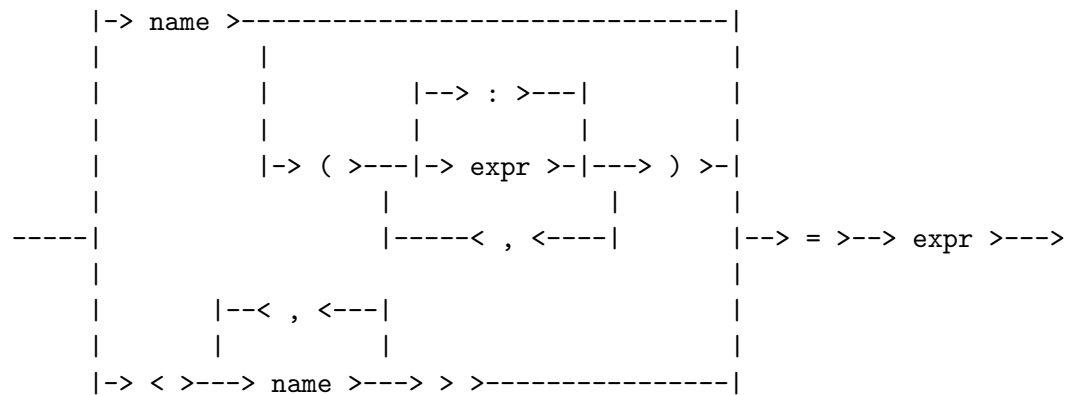 |-> name >------------------------------|
|          |                            |
|          |         |--> : >---|       |
|          |         |          |       |
|          |-> ( >---|-> expr >-|---> ) >-|
|                  |              |       |
-----|                  |-----< , <----|       |--> = >--> expr >--->
|                                       |
|       |--< , <---|                    |
|       |          |                    |
|-> < >---> name >---> > >----------------|